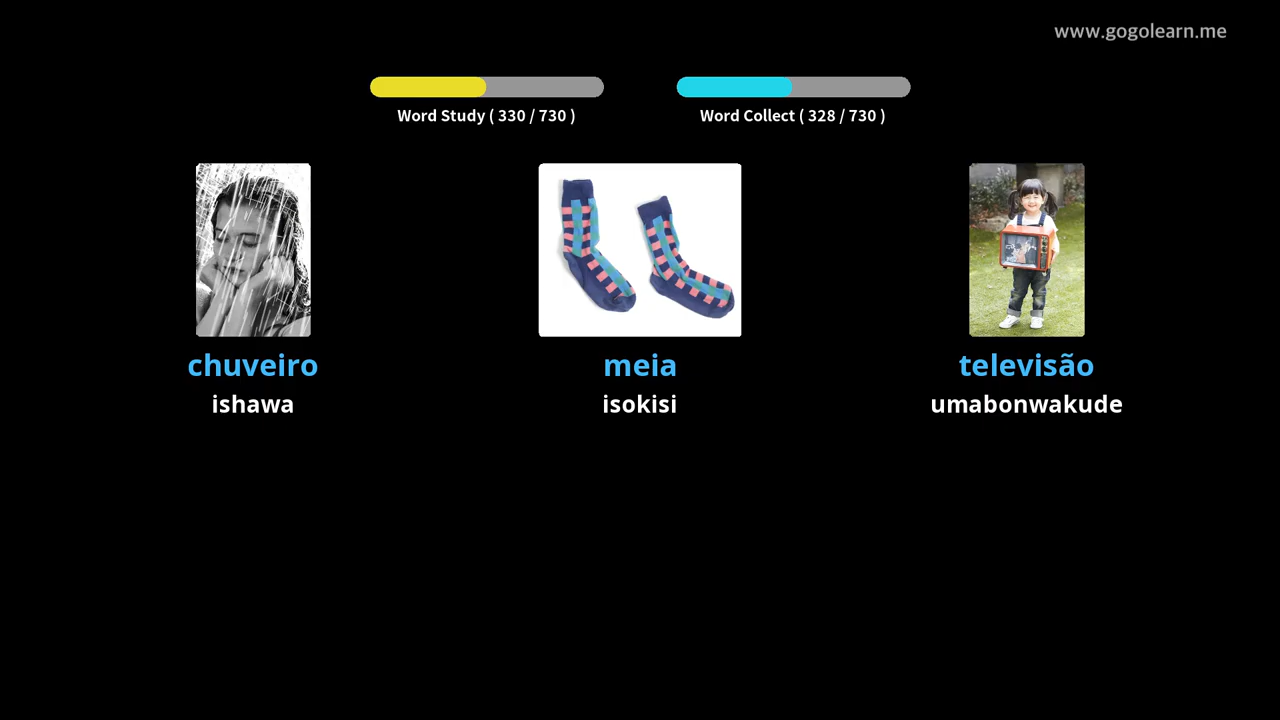 www.gogolearn.me
Word Study ( 330 / 730 )
Word Collect ( 328 / 730 )
chuveiro
meia
televisão
ishawa
isokisi
umabonwakude